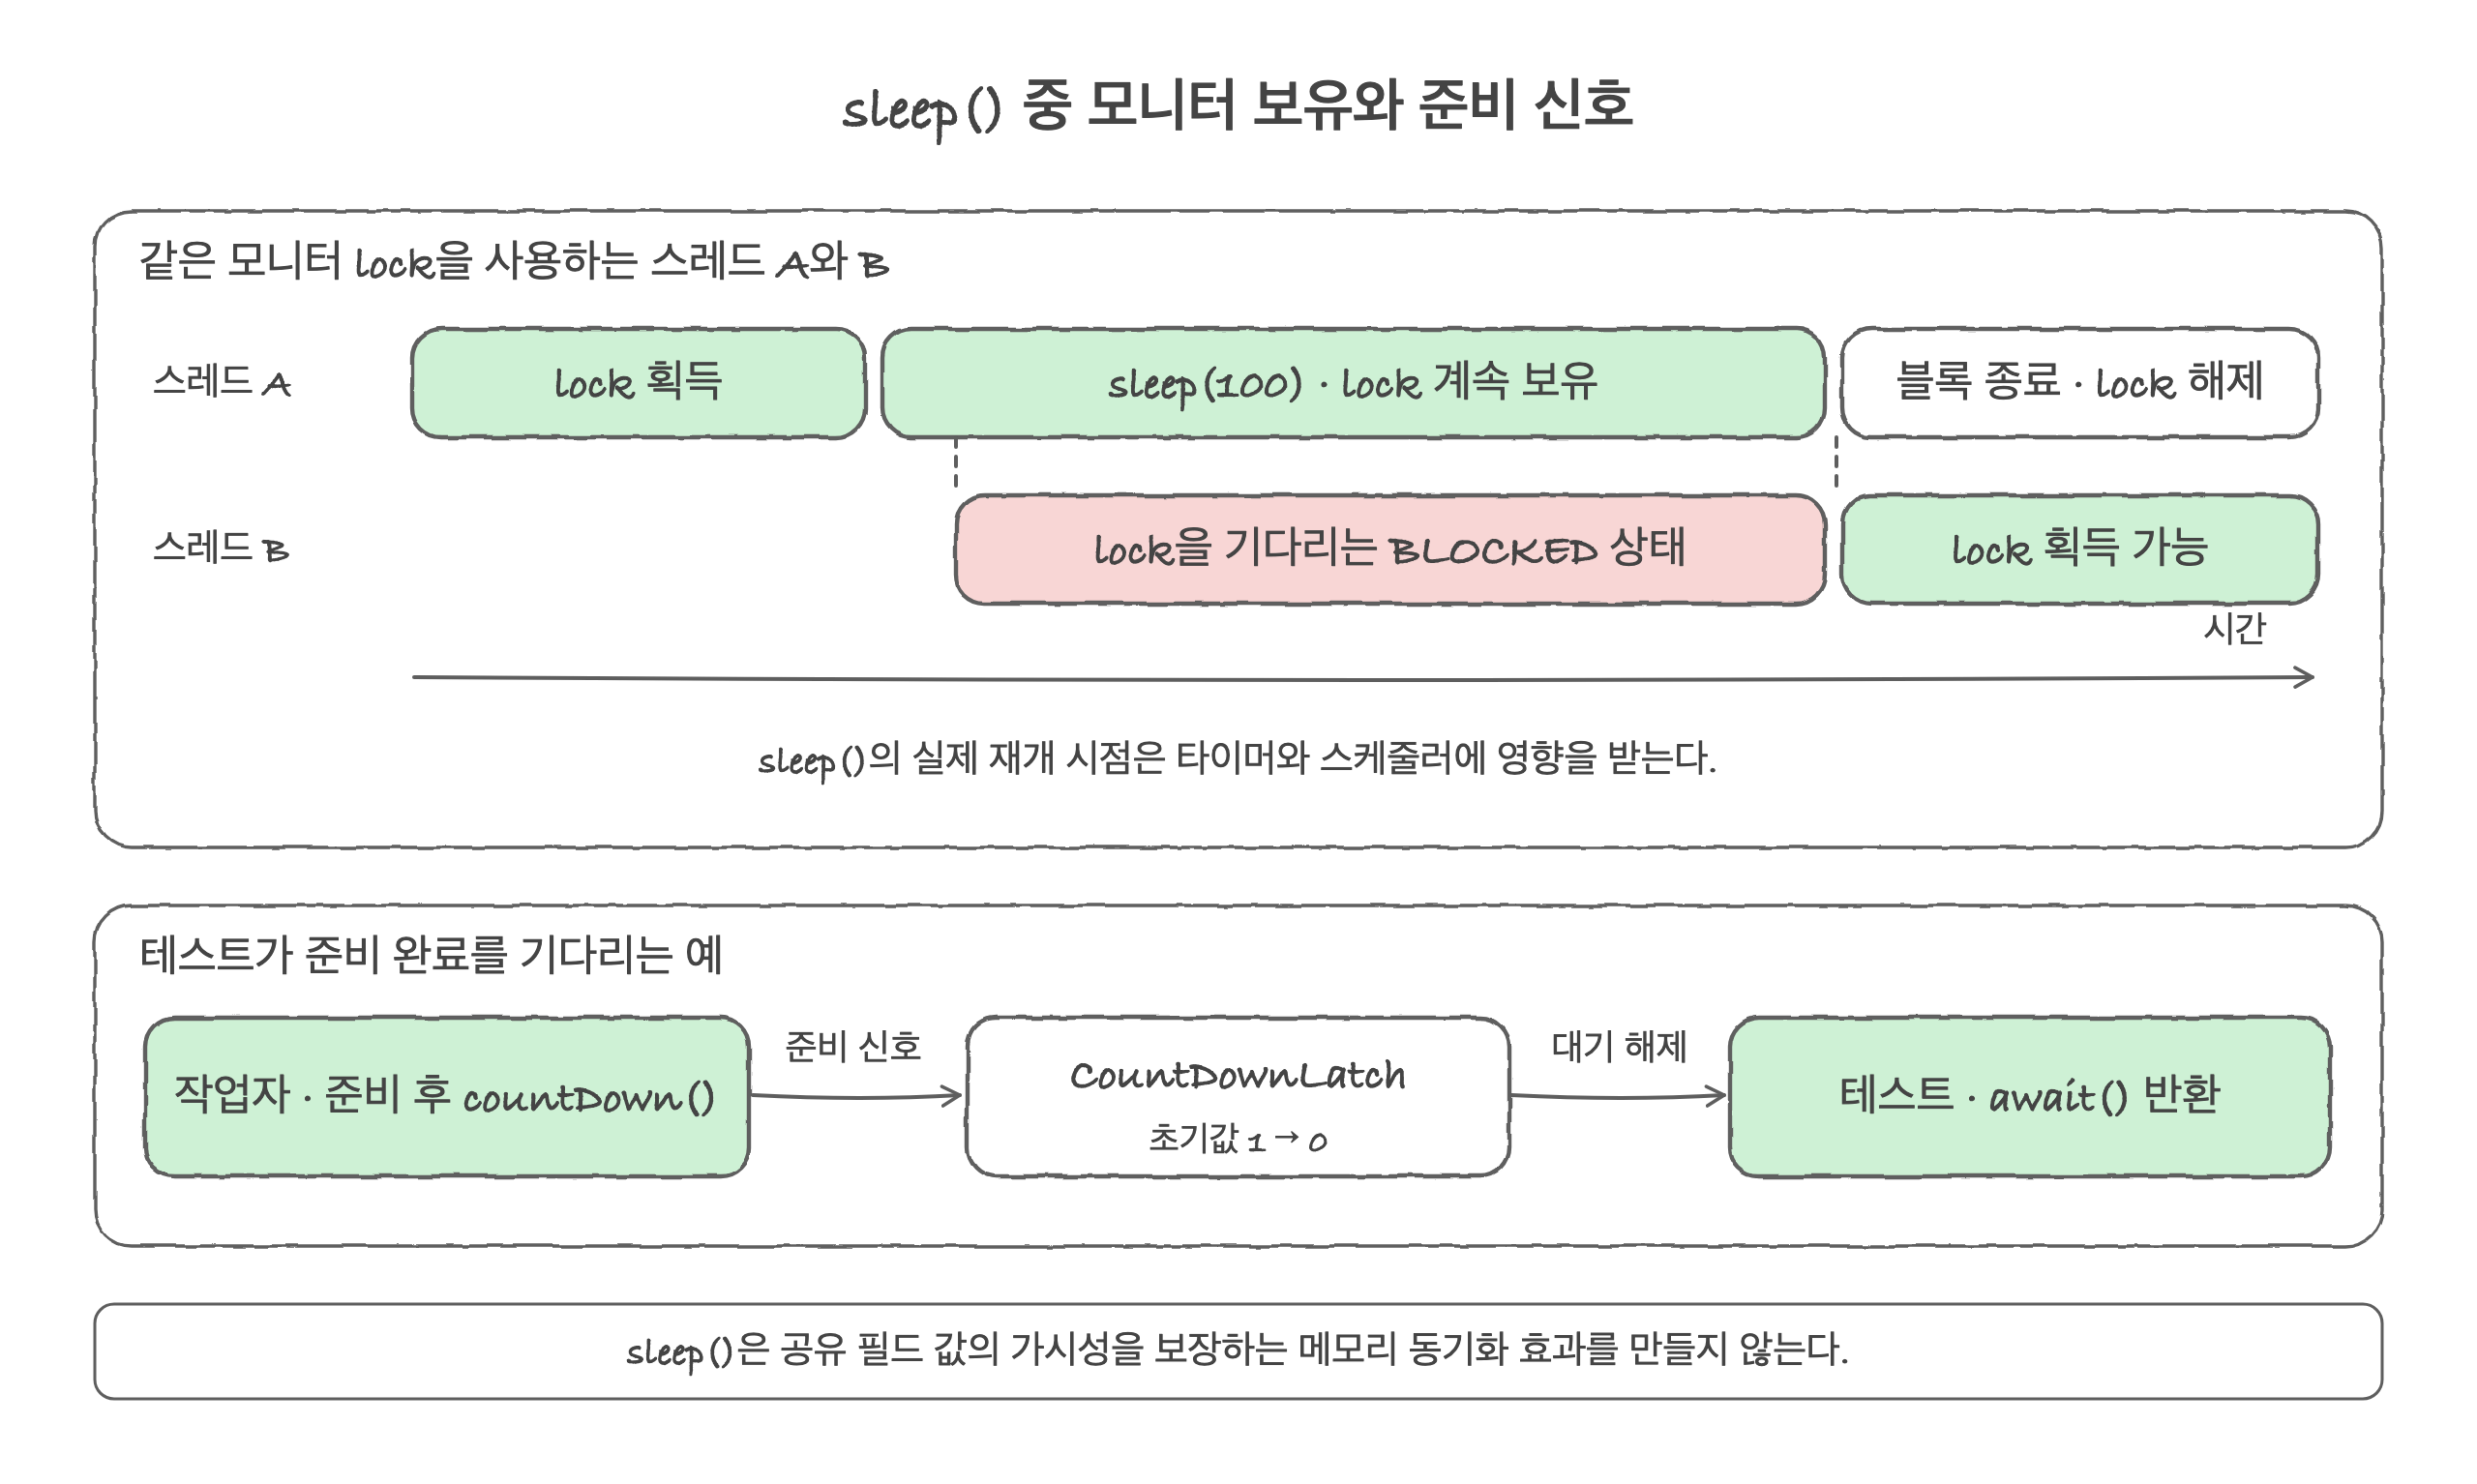 sleep() 중 모니터 보유와 준비 신호
같은 모니터 lock을 사용하는 스레드 A와 B
스레드 A
lock 획득
sleep(100) · lock 계속 보유
블록 종료 · lock 해제
스레드 B
lock을 기다리는 BLOCKED 상태
lock 획득 가능
시간
sleep()의 실제 재개 시점은 타이머와 스케줄러에 영향을 받는다.
테스트가 준비 완료를 기다리는 예
작업자 · 준비 후 countDown()
준비 신호
CountDownLatch
초기값 1 → 0
대기 해제
테스트 · await() 반환
sleep()은 공유 필드 값의 가시성을 보장하는 메모리 동기화 효과를 만들지 않는다.